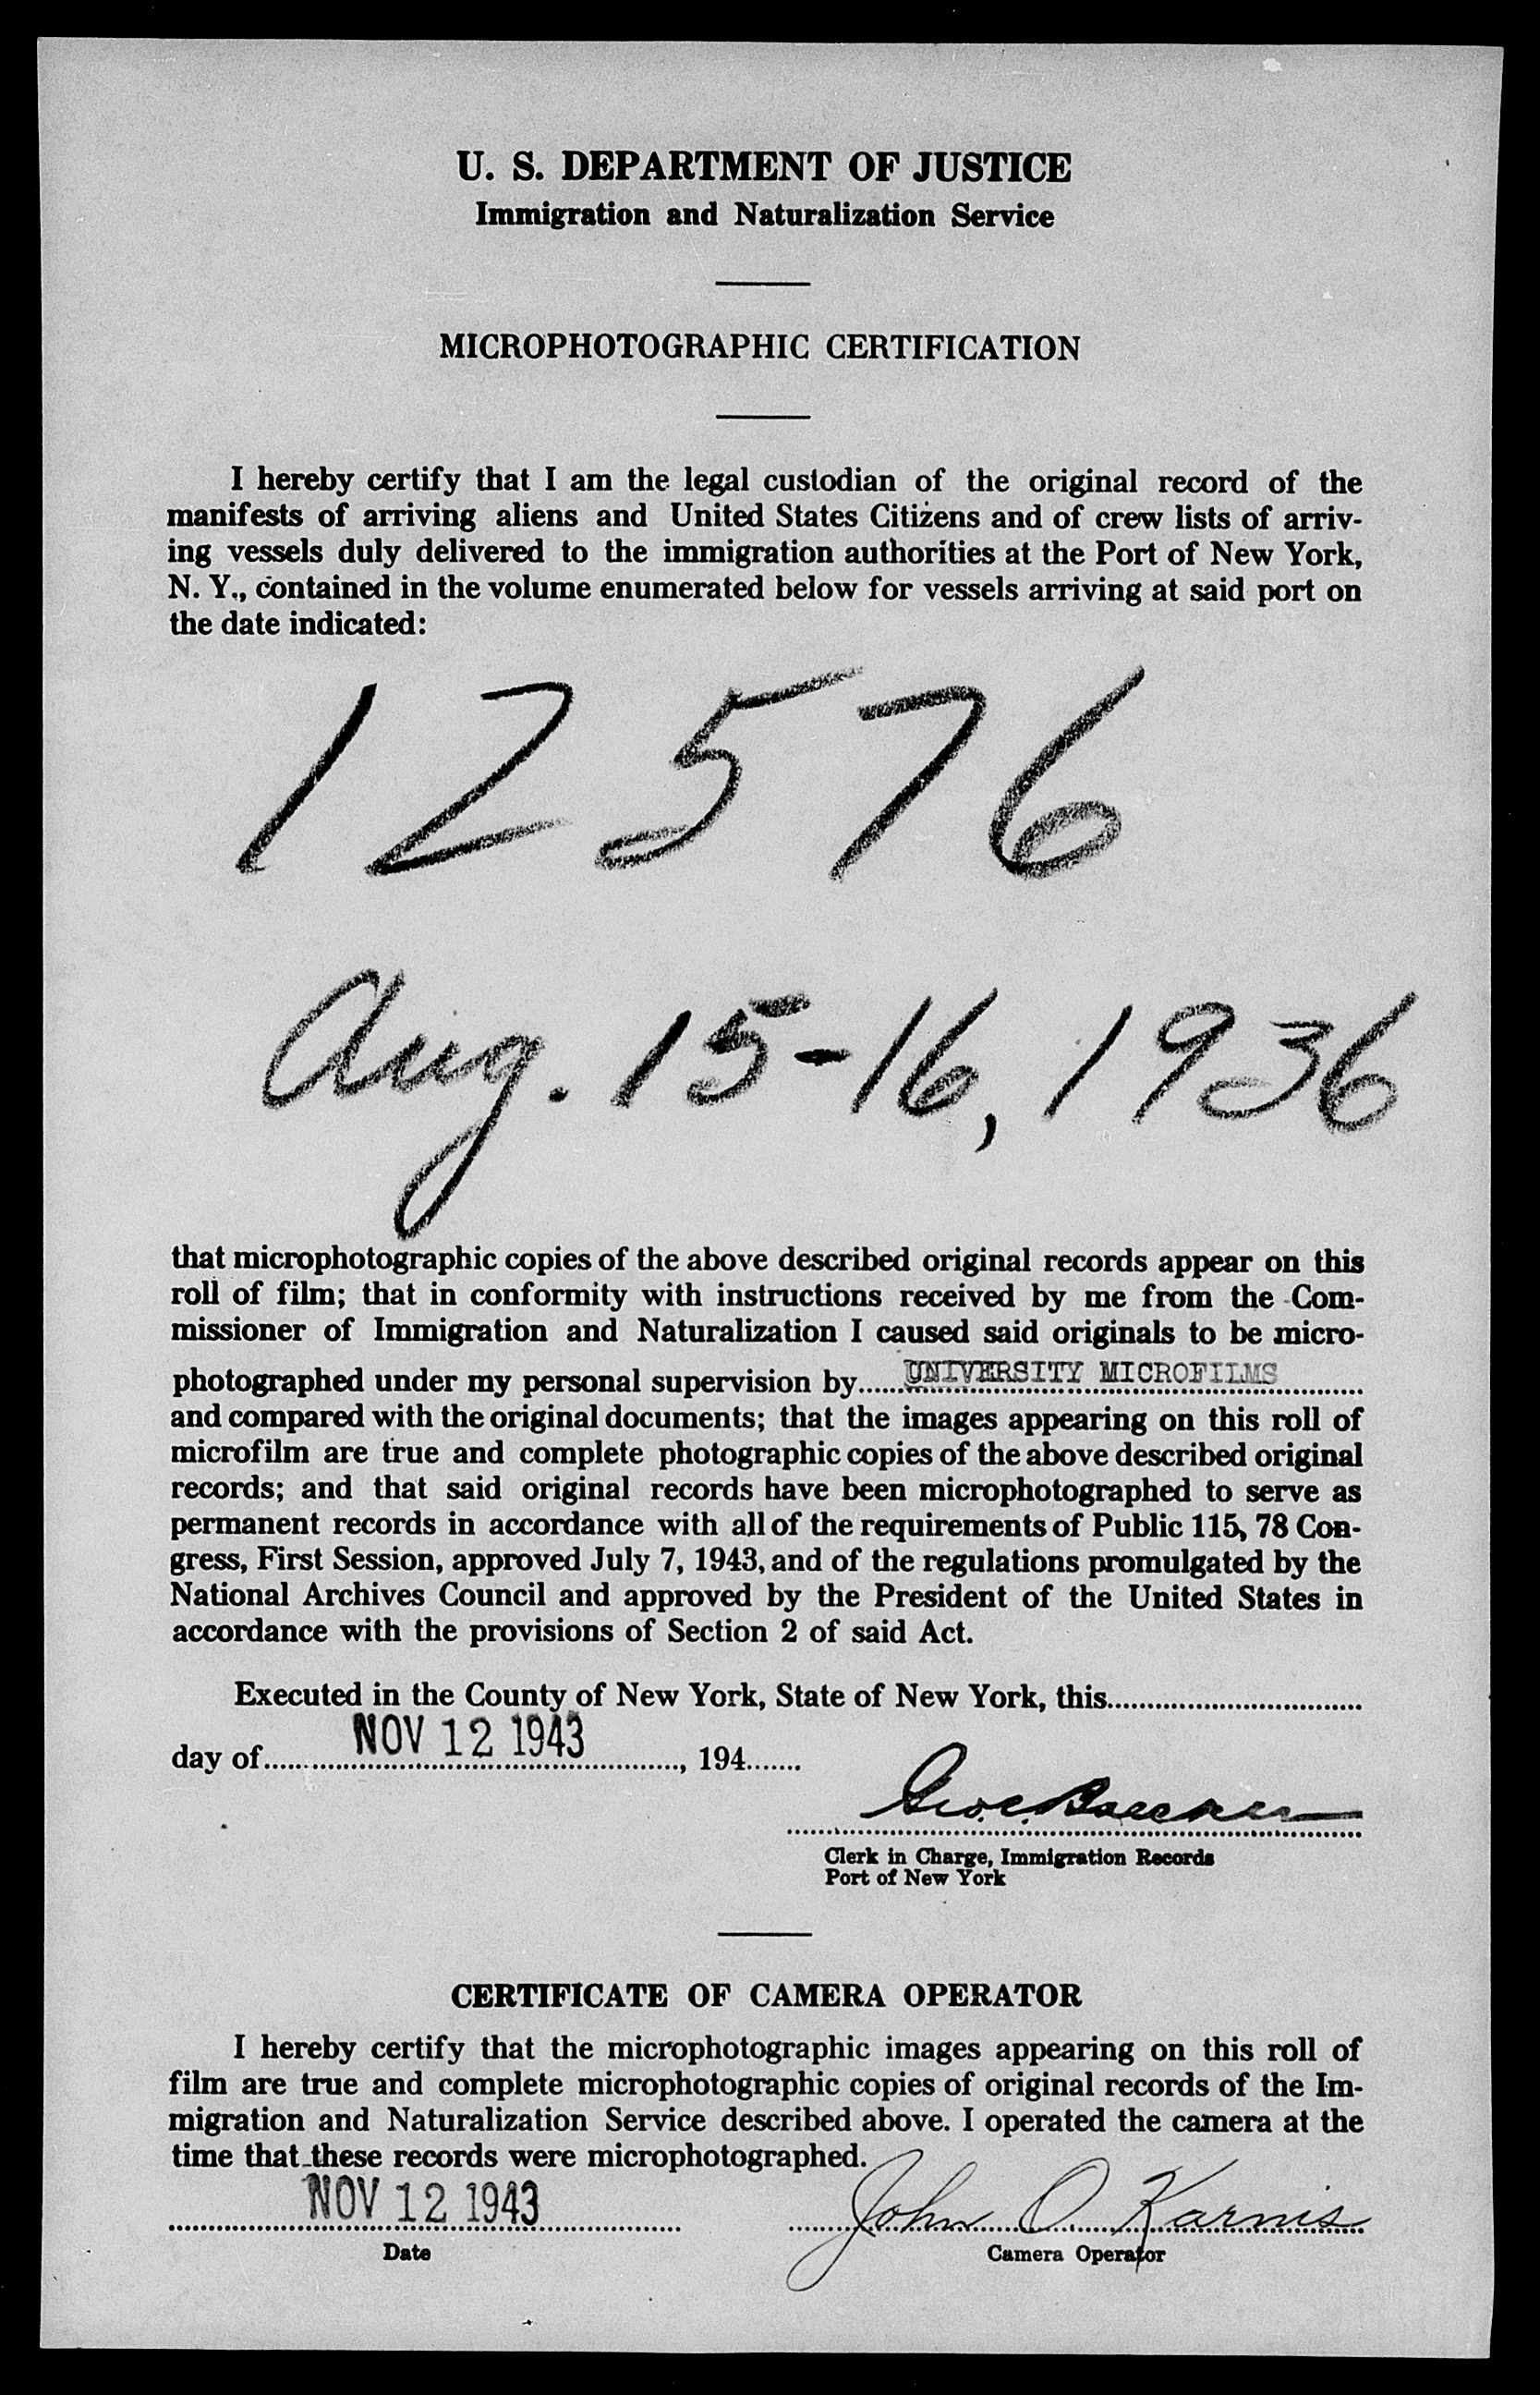 U. S. DEPARTMENT OF JUSTICE
Immigration and Naturalization Service
MICROPHOTOGRAPHIC CERTIFICATION
I hereby certify that I am the legal custodian of the original record of the
manifests of arriving aliens and United States Citizens and of crew lists of arriv-
ing vessels duly delivered to the immigration authorities at the Port of New York,
N. Y., contained in the volume enumerated below for vessels arriving at said port on
the date indicated:
12576
Aug. 15-16, 1936
that microphotographic copies of the above described original records appear on this
roll of film; that in conformity with instructions received by me from the Com-
missioner of Immigration and Naturalization I caused said originals to be micro-
photographed under my personal supervision by......UNIVERSITY MICROFILMS
and compared with the original documents; that the images appearing on this roll of
microfilm are true and complete photographic copies of the above described original
records; and that said original records have been microphotographed to serve as
permanent records in accordance with all of the requirements of Public 115, 78 Con-
gress, First Session, approved July 7, 1943, and of the regulations promulgated by the
National Archives Council and approved by the President of the United States in
accordance with the provisions of Section 2 of said Act.
Executed in the County of New York, State of New York, this
day of NOV 12 1943, 194
Geo. C.
Clerk in Charge, Immigration Records
Port of New York
CERTIFICATE OF CAMERA OPERATOR
I hereby certify that the microphotographic images appearing on this roll of
film are true and complete microphotographic copies of original records of the Im-
migration and Naturalization Service described above. I operated the camera at the
time that these records were microphotographed.
NOV 12 1943 John O Karnis
Date Camera Operator